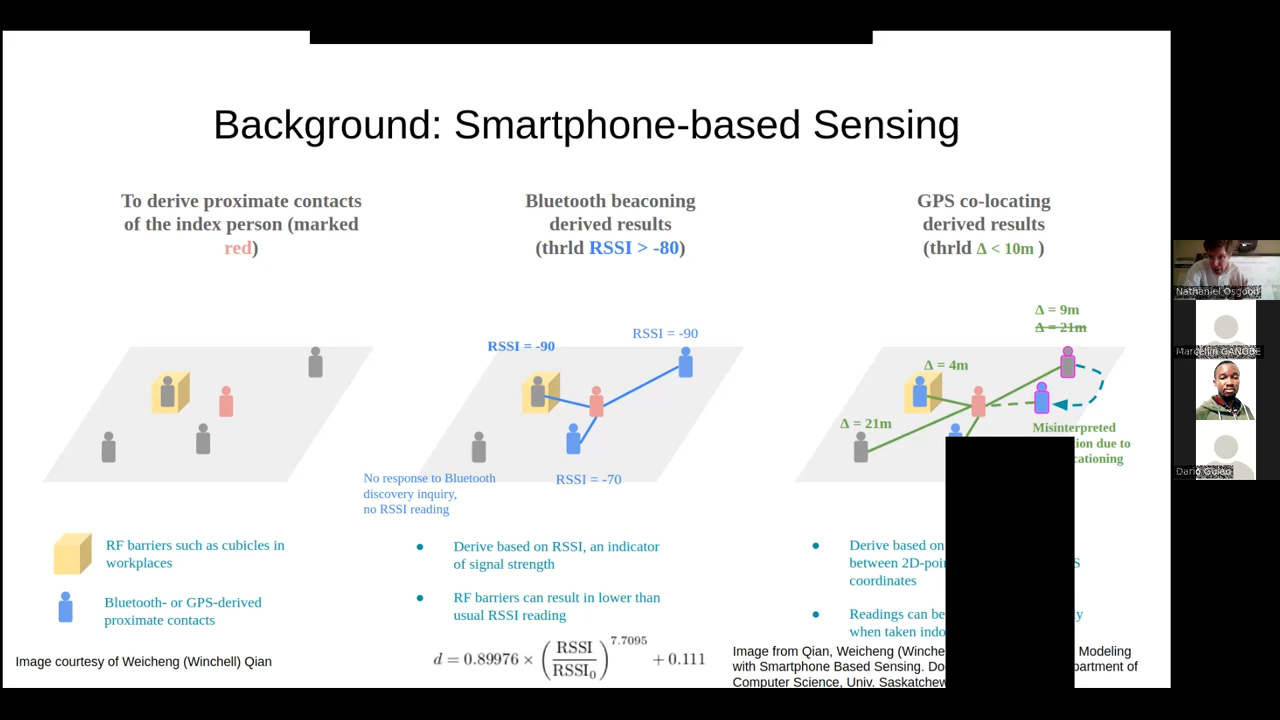 Background: Smartphone-based Sensing
To derive proximate contacts
of the index person (marked
red)
Bluetooth beaconing
derived results
(thrld RSSI > -80)
GPS co-locating
derived results
(thrld Δ < 10m )
RSSI = -90
RSSI = -90
No response to Bluetooth
discovery inquiry,
no RSSI reading
RSSI = -70
Δ = 9m
Δ = 21m
Δ = 4m
Δ = 21m
Misinterpreted
due to
RF barriers such as cubicles in
workplaces
Bluetooth- or GPS-derived
proximate contacts
● Derive based on RSSI, an indicator
of signal strength
● RF barriers can result in lower than
usual RSSI reading
d = 0.89976 × (RSSI/RSSI₀)^7.7095 + 0.111
● Derive based on
between
coordinates
● Readings can be
when taken
Image courtesy of Weicheng (Winchell) Qian
Image from Qian, Weicheng Modeling
with Smartphone Based Sensing. of
Computer Science, Univ.
Nathaniel Osgood
Marcellin GANGBE
Dario Guiao